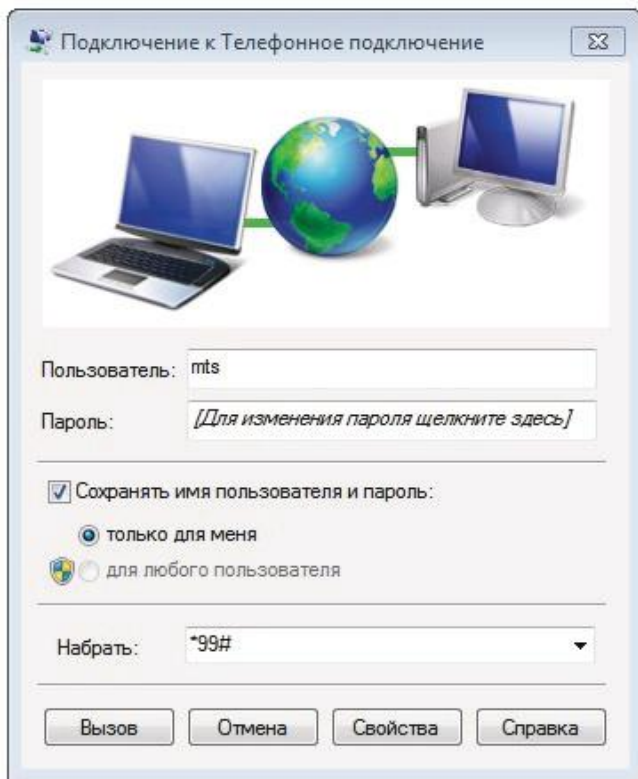 Подключение к Телефонное подключение
Пользователь: mts
Пароль: [Для изменения пароля щелкните здесь]
Сохранять имя пользователя и пароль:
только для меня
для любого пользователя
Набрать: *99#
Вызов Отмена Свойства Справка